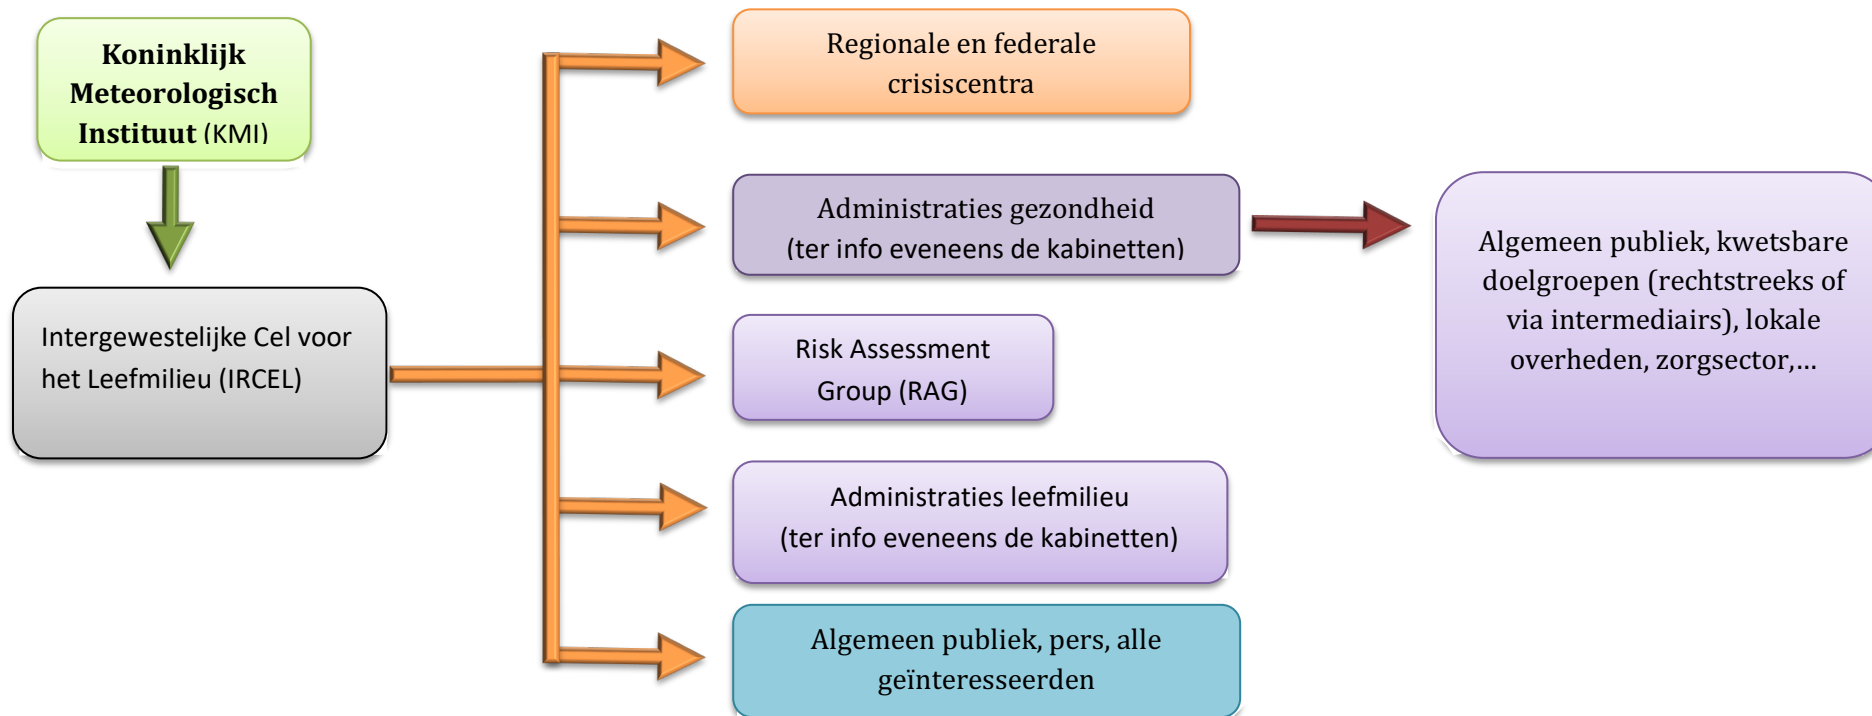 Koninklijk
Meteorologisch
Instituut (KMI)
Intergewestelijke Cel voor
het Leefmilieu (IRCEL)
Regionale en federale
crisiscentra
Administraties gezondheid
(ter info eveneens de kabinetten)
Risk Assessment
Group (RAG)
Administraties leefmilieu
(ter info eveneens de kabinetten)
Algemeen publiek, pers, alle
geïnteresseerden
Algemeen publiek, kwetsbare
doelgroepen (rechtstreeks of
via intermediairs), lokale
overheden, zorgsector,...